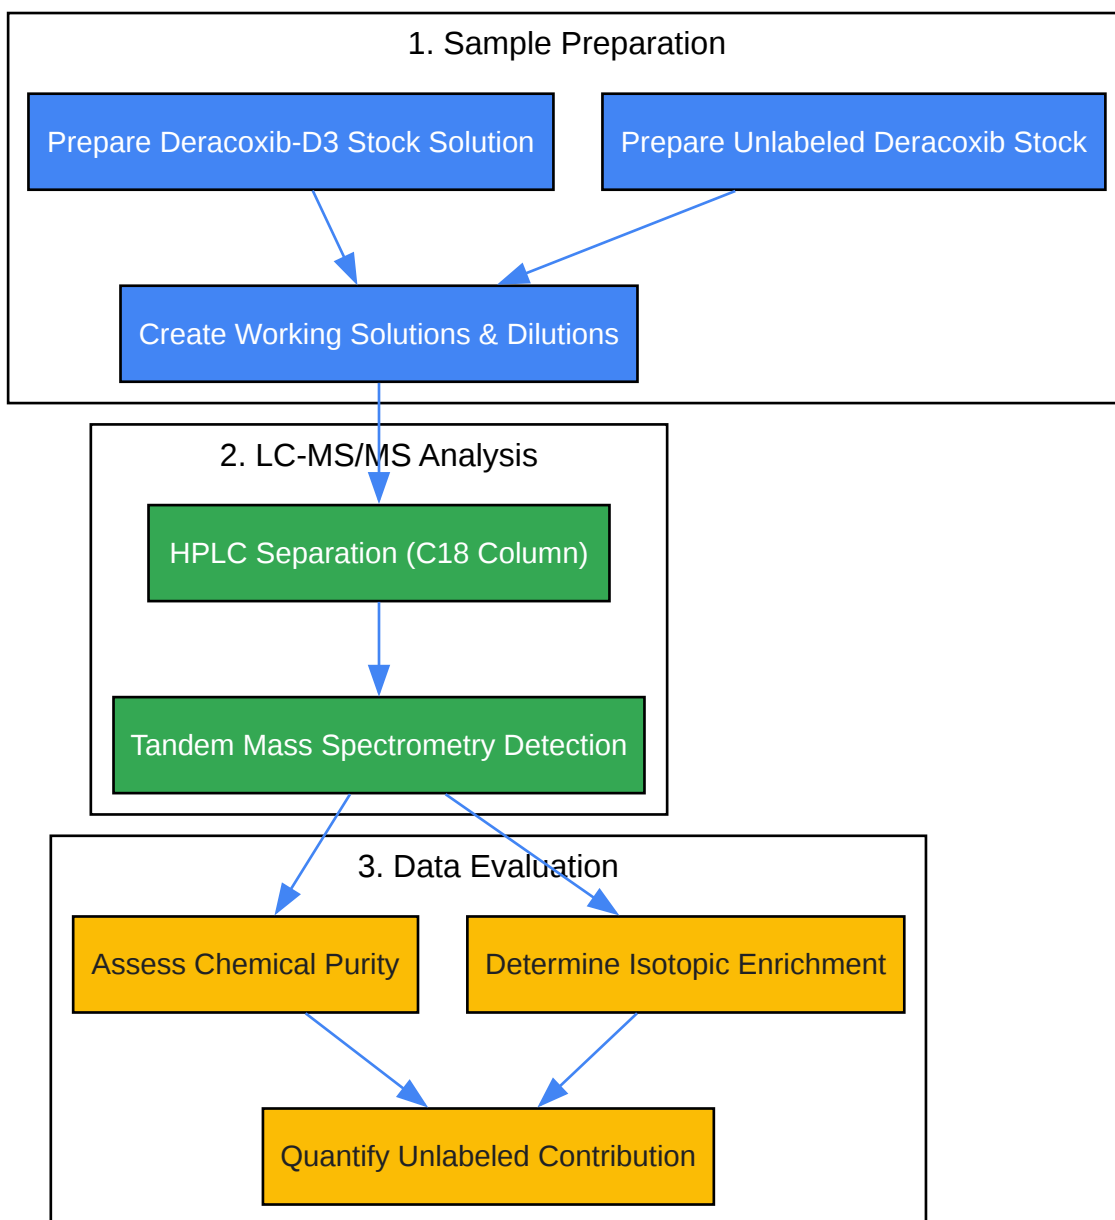 1. Sample Preparation
Prepare Deracoxib-D3 Stock Solution
Prepare Unlabeled Deracoxib Stock
Create Working Solutions & Dilutions
2. LC-MS/MS Analysis
HPLC Separation (C18 Column)
Tandem Mass Spectrometry Detection
3. Data Evaluation
Assess Chemical Purity
Determine Isotopic Enrichment
Quantify Unlabeled Contribution